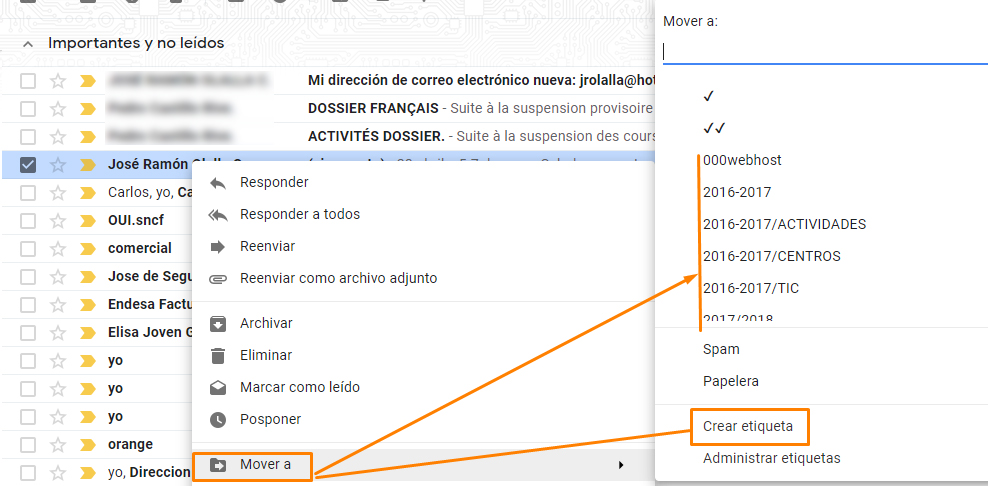 Mover a:
Importantes y no leídos
Mi dirección de correo electrónico nueva: jrolalla@hot
DOSSIER FRANÇAIS - Suite à la suspension provisoire
ACTIVITÉS DOSSIER. - Suite à la suspension des cours
José Ramón
Carlos, yo, Ca
OUI.sncf
comercial
Jose de Segu
Endesa Factu
Elisa Joven G
yo
yo
yo
orange
yo, Direccion
Responder
Responder a todos
Reenviar
Reenviar como archivo adjunto
Archivar
Eliminar
Marcar como leído
Posponer
Mover a
✓
✓✓
000webhost
2016-2017
2016-2017/ACTIVIDADES
2016-2017/CENTROS
2016-2017/TIC
2017/2018
Spam
Papelera
Crear etiqueta
Administrar etiquetas